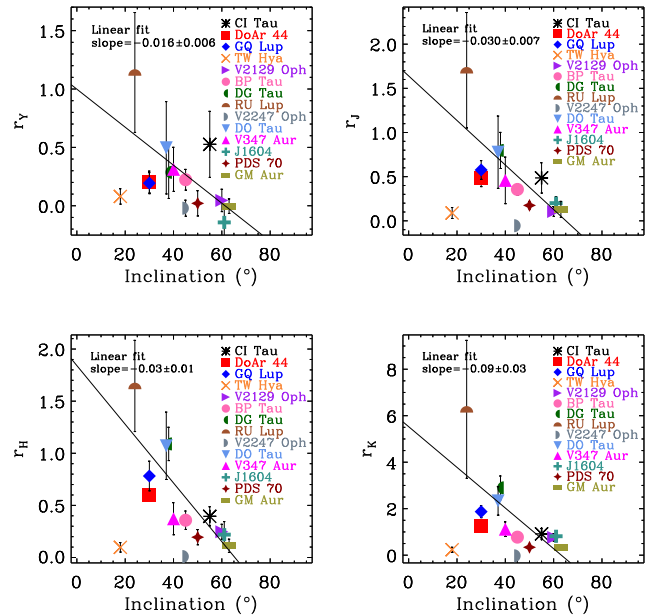 Linear fit
slope=−0.016±0.006
CI Tau
DoAr 44
GQ Lup
TW Hya
V2129 Oph
BP Tau
DG Tau
RU Lup
V2247 Oph
DO Tau
V347 Aur
J1604
PDS 70
GM Aur
1.5
1.0
0.5
0.0
rY
0 20 40 60 80
Inclination (°)
Linear fit
slope=−0.030±0.007
CI Tau
DoAr 44
GQ Lup
TW Hya
V2129 Oph
BP Tau
DG Tau
RU Lup
V2247 Oph
DO Tau
V347 Aur
J1604
PDS 70
GM Aur
2.0
1.5
1.0
0.5
0.0
rJ
0 20 40 60 80
Inclination (°)
Linear fit
slope=−0.03±0.01
CI Tau
DoAr 44
GQ Lup
TW Hya
V2129 Oph
BP Tau
DG Tau
RU Lup
V2247 Oph
DO Tau
V347 Aur
J1604
PDS 70
GM Aur
2.0
1.5
1.0
0.5
0.0
rH
0 20 40 60 80
Inclination (°)
Linear fit
slope=−0.09±0.03
CI Tau
DoAr 44
GQ Lup
TW Hya
V2129 Oph
BP Tau
DG Tau
RU Lup
V2247 Oph
DO Tau
V347 Aur
J1604
PDS 70
GM Aur
8
6
4
2
0
rK
0 20 40 60 80
Inclination (°)